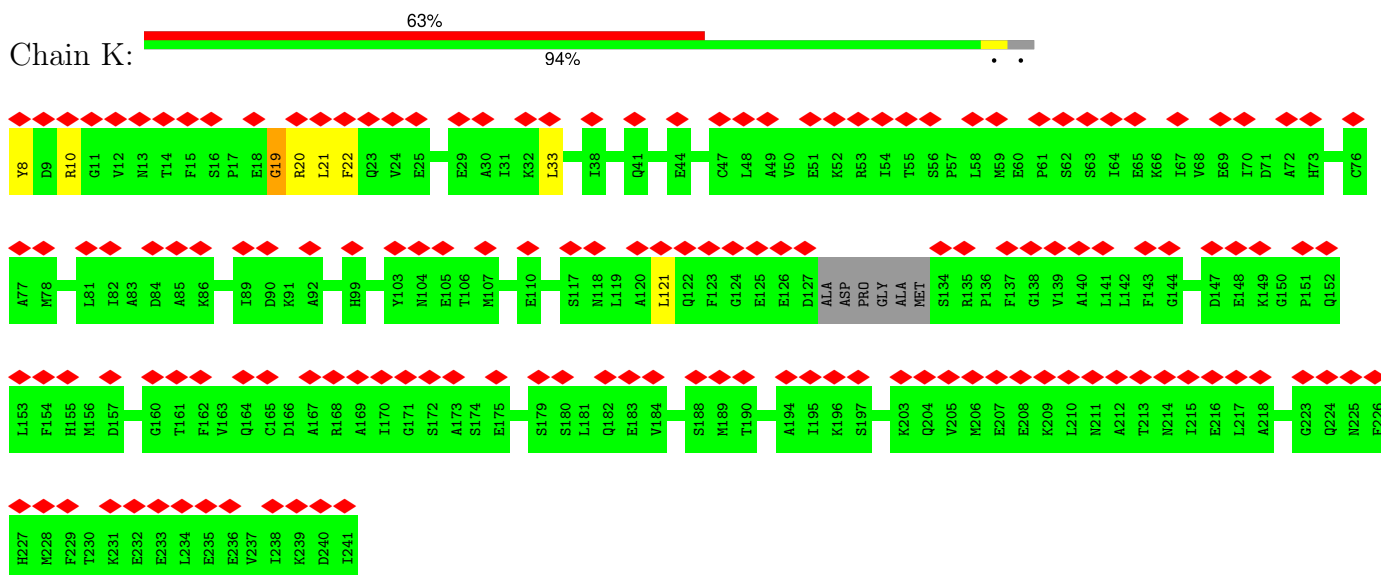 63%
Chain K:
94%
• •
Y8 D9 R10 G11 V12 N13 T14 F15 S16 P17 E18 G19 R20 L21 F22 Q23 V24 E25 E29 A30 I31 K32 L33 I38 Q41 E44 C47 L48 A49 V50 E51 K52 R53 I54 T55 S56 P57 L58 M59 E60 P61 S62 S63 I64 E65 K66 I67 V68 E69 I70 D71 A72 H73 C76
A77 M78 L81 I82 A83 D84 A85 K86 I89 D90 K91 A92 H99 Y103 N104 E105 T106 M107 E110 S117 N118 L119 A120 L121 Q122 F123 G124 E125 E126 D127 ALA ASP PRO GLY ALA MET S134 R135 P136 F137 G138 V139 A140 L141 L142 F143 G144 D147 E148 K149 G150 P151 Q152
L153 F154 H155 M156 D157 G160 T161 F162 V163 Q164 C165 D166 A167 R168 A169 I170 G171 S172 A173 S174 E175 S179 S180 L181 Q182 E183 V184 S188 M189 T190 A194 I195 K196 S197 K203 Q204 V205 M206 E207 E208 K209 L210 N211 A212 T213 N214 I215 E216 L217 A218 G223 Q224 N225 F226
H227 M228 F229 T230 K231 E232 E233 L234 E235 E236 V237 I238 K239 D240 I241